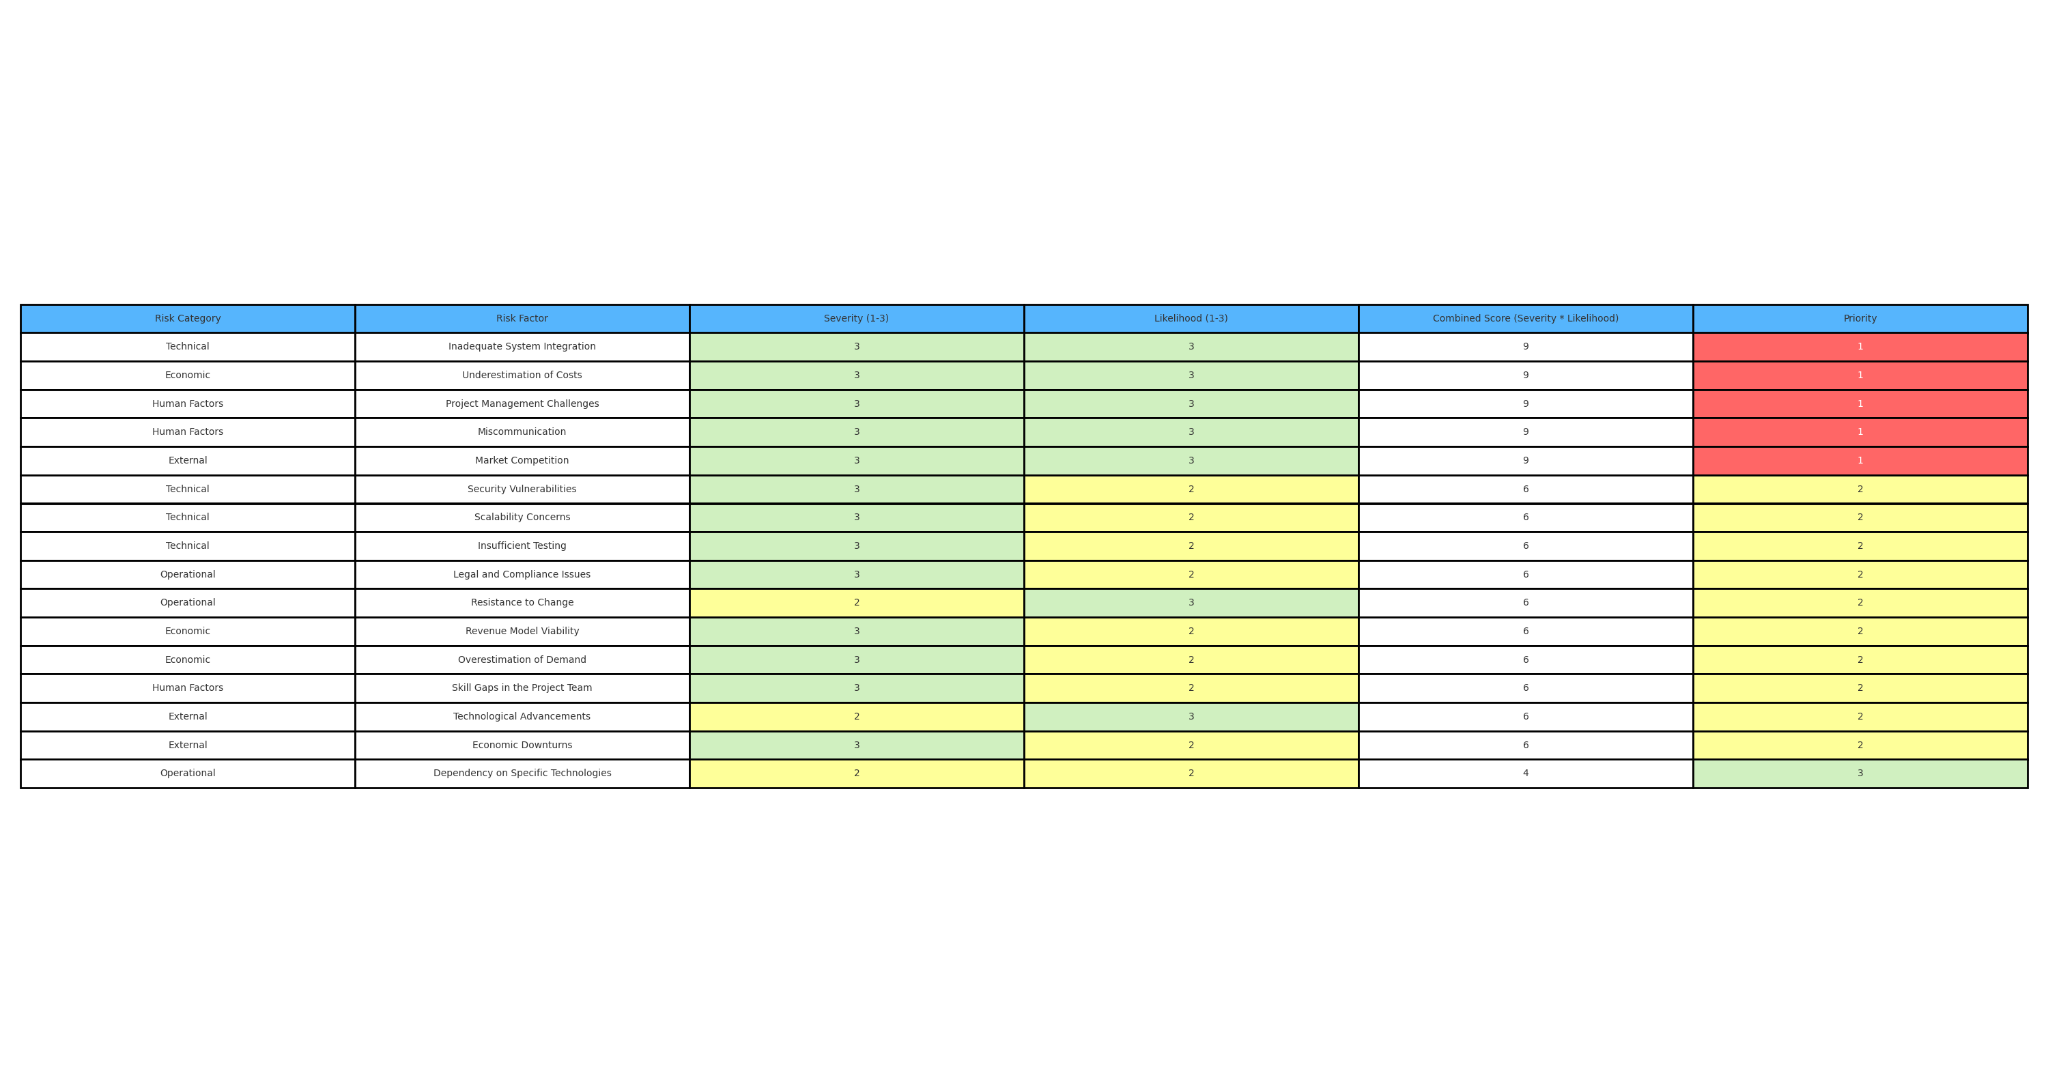 Risk Category Risk Factor Severity (1-3) Likelihood (1-3) Combined Score (Severity * Likelihood) Priority
Technical Inadequate System Integration 3 3 9 1
Economic Underestimation of Costs 3 3 9 1
Human Factors Project Management Challenges 3 3 9 1
Human Factors Miscommunication 3 3 9 1
External Market Competition 3 3 9 1
Technical Security Vulnerabilities 3 2 6 2
Technical Scalability Concerns 3 2 6 2
Technical Insufficient Testing 3 2 6 2
Operational Legal and Compliance Issues 3 2 6 2
Operational Resistance to Change 2 3 6 2
Economic Revenue Model Viability 3 2 6 2
Economic Overestimation of Demand 3 2 6 2
Human Factors Skill Gaps in the Project Team 3 2 6 2
External Technological Advancements 2 3 6 2
External Economic Downturns 3 2 6 2
Operational Dependency on Specific Technologies 2 2 4 3